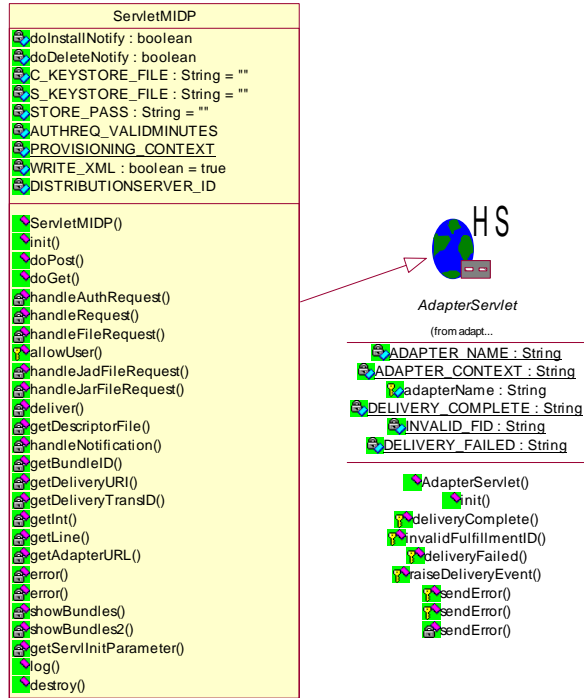 ServletMIDP
doInstallNotify : boolean
doDeleteNotify : boolean
C_KEYSTORE_FILE : String = ""
S_KEYSTORE_FILE : String = ""
STORE_PASS : String = ""
AUTHREQ_VALIDMINUTES
PROVISIONING_CONTEXT
WRITE_XML : boolean = true
DISTRIBUTIONSERVER_ID
ServletMIDP()
init()
doPost()
doGet()
handleAuthRequest()
handleRequest()
handleFileRequest()
allowUser()
handleJadFileRequest()
handleJarFileRequest()
deliver()
getDescriptorFile()
handleNotification()
getBundleID()
getDeliveryURI()
getDeliveryTransID()
getInt()
getLine()
getAdapterURL()
error()
error()
showBundles()
showBundles2()
getServInitParameter()
log()
destroy()
HS
AdapterServlet
(from adapt...
ADAPTER_NAME : String
ADAPTER_CONTEXT : String
adapterName : String
DELIVERY_COMPLETE : String
INVALID_FID : String
DELIVERY_FAILED : String
AdapterServlet()
init()
deliveryComplete()
invalidFulfillmentID()
deliveryFailed()
raiseDeliveryEvent()
sendError()
sendError()
sendError()